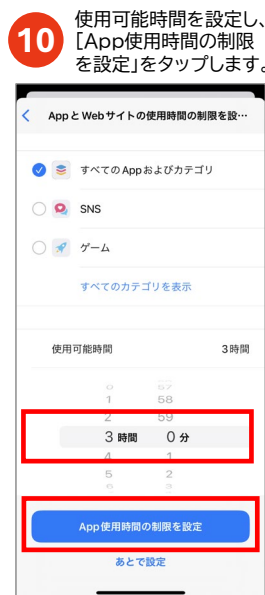 10
使用可能時間を設定し、
［App使用時間の制限
を設定」をタップします。
AppとWebサイトの使用時間の制限を設…
すべてのAppおよびカテゴリ
SNS
ゲーム
すべてのカテゴリを表示
使用可能時間 3時間
0 57
1 58
2 59
3 時間 0 分
4 1
5 2
6 3
App使用時間の制限を設定
あとで設定